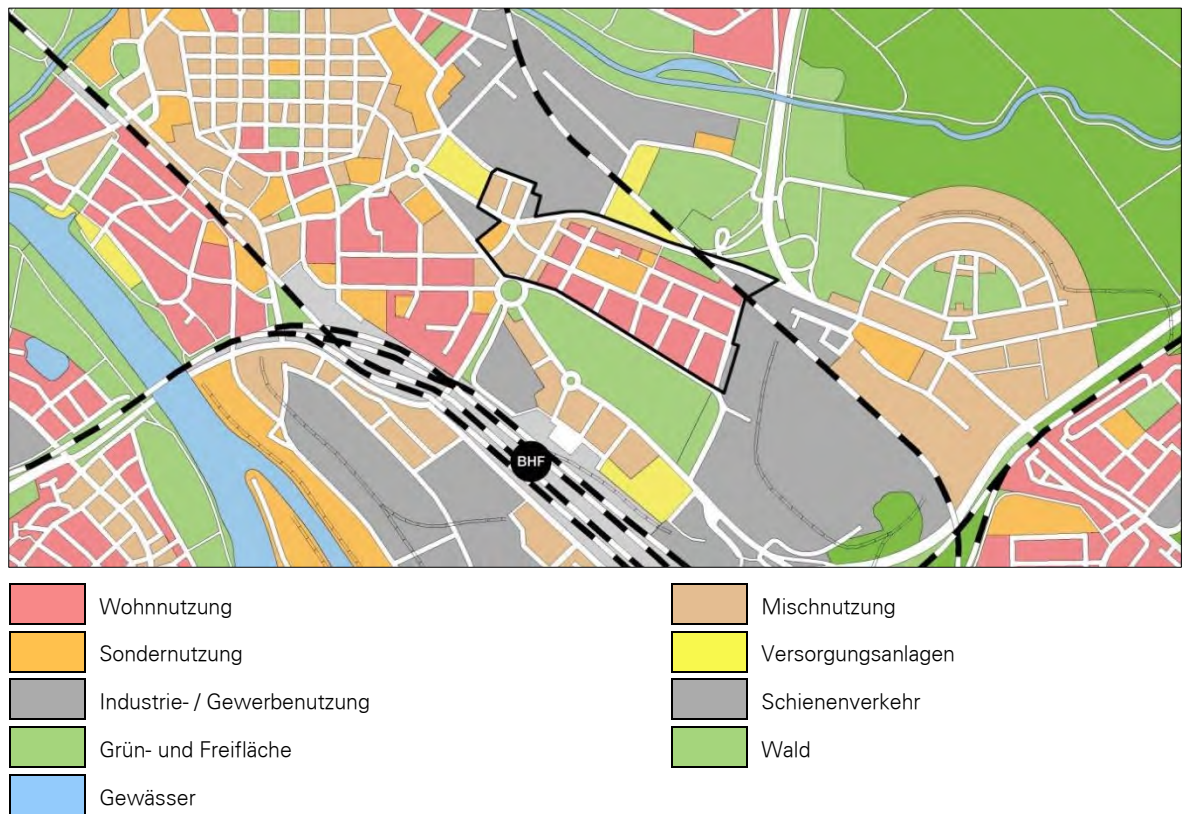 BHF
Wohnnutzung
Sondernutzung
Industrie- / Gewerbenutzung
Grün- und Freifläche
Gewässer
Mischnutzung
Versorgungsanlagen
Schienenverkehr
Wald